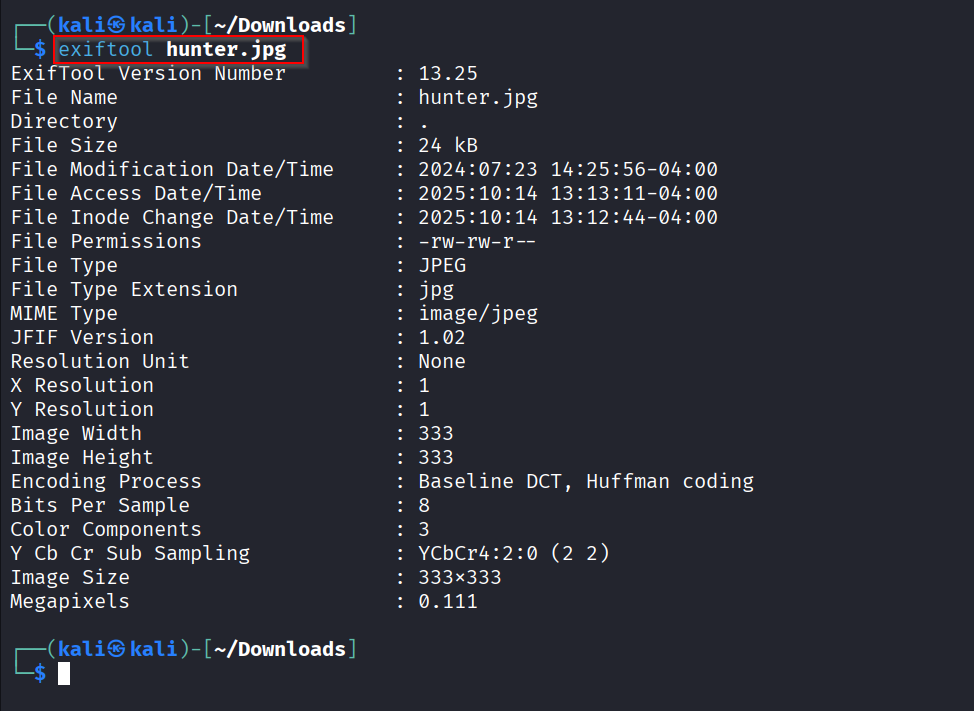 ┌──(kali㉿kali)-[~/Downloads]
└─$ exiftool hunter.jpg
ExifTool Version Number         : 13.25
File Name                       : hunter.jpg
Directory                       : .
File Size                       : 24 kB
File Modification Date/Time     : 2024:07:23 14:25:56-04:00
File Access Date/Time           : 2025:10:14 13:13:11-04:00
File Inode Change Date/Time     : 2025:10:14 13:12:44-04:00
File Permissions                : -rw-rw-r--
File Type                       : JPEG
File Type Extension             : jpg
MIME Type                       : image/jpeg
JFIF Version                    : 1.02
Resolution Unit                 : None
X Resolution                    : 1
Y Resolution                    : 1
Image Width                     : 333
Image Height                    : 333
Encoding Process                : Baseline DCT, Huffman coding
Bits Per Sample                 : 8
Color Components                : 3
Y Cb Cr Sub Sampling            : YCbCr4:2:0 (2 2)
Image Size                      : 333×333
Megapixels                      : 0.111
┌──(kali㉿kali)-[~/Downloads]
└─$